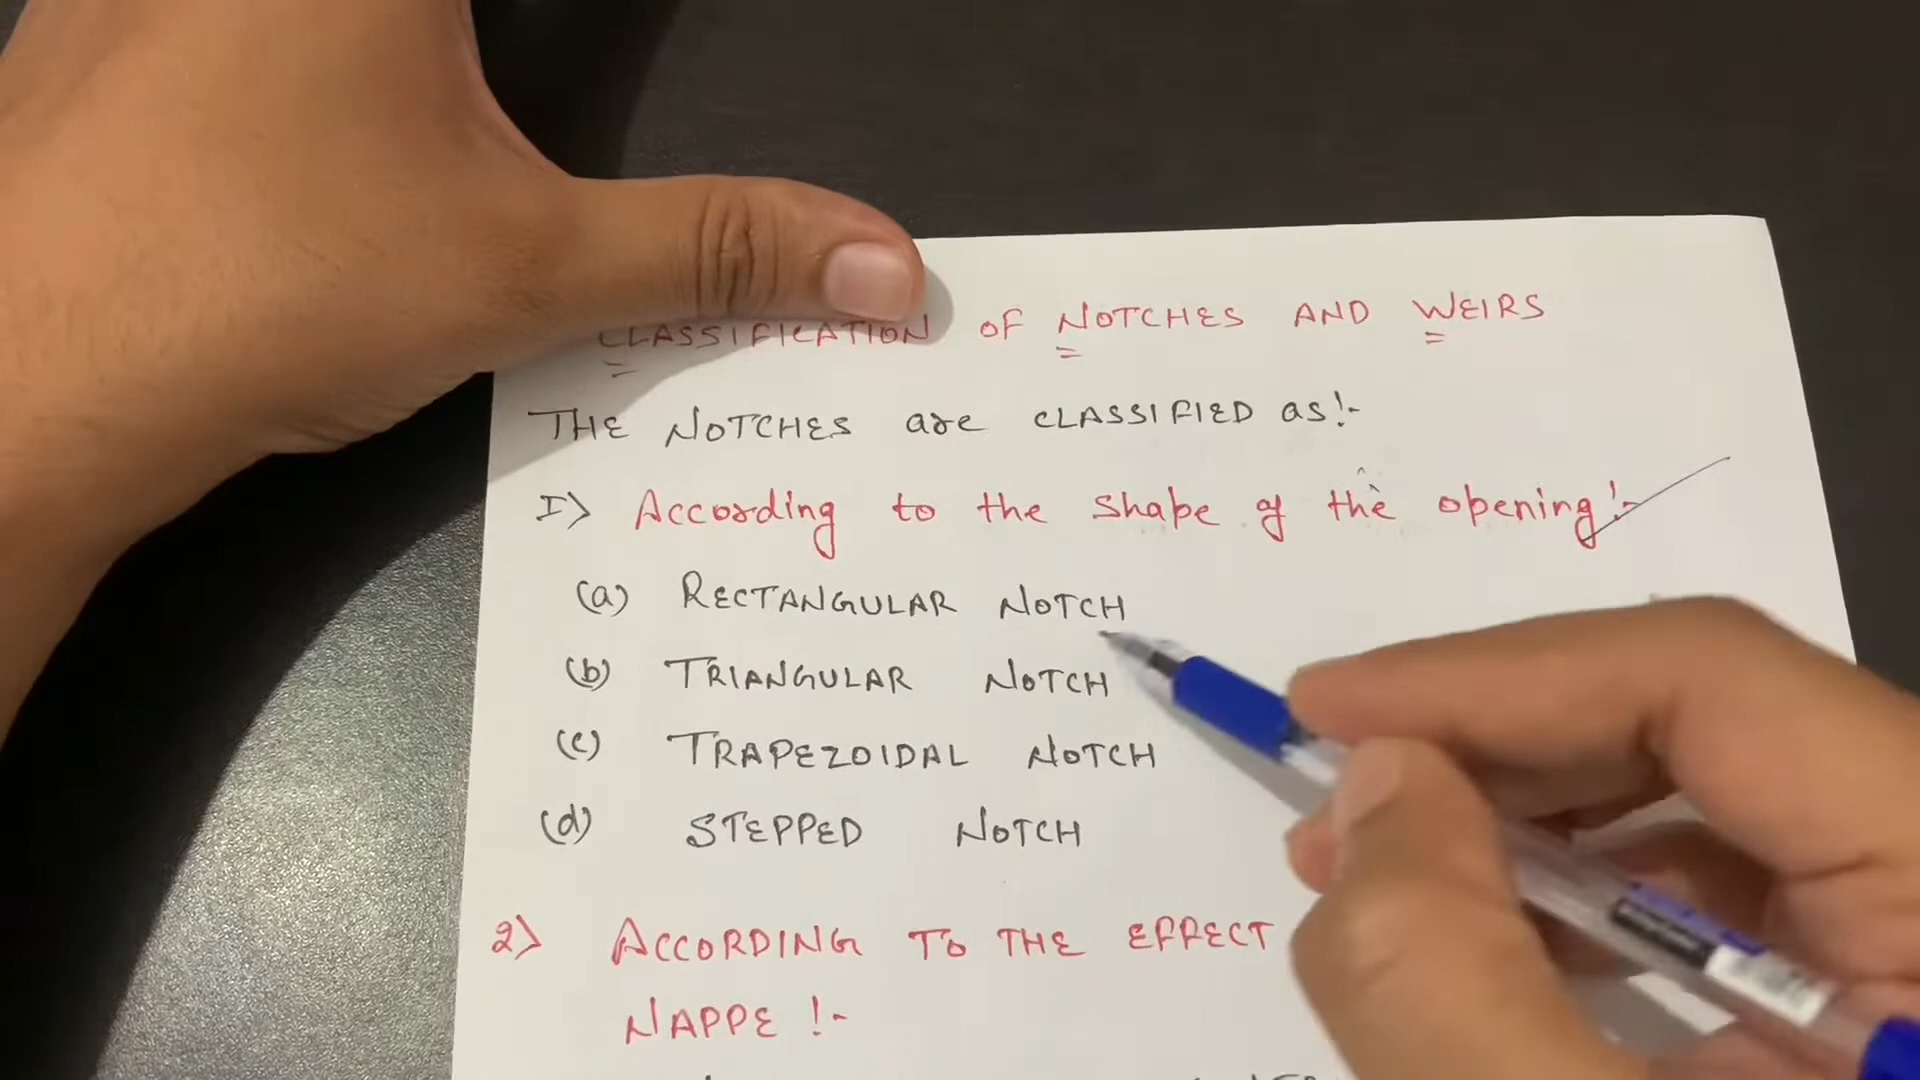 CLASSIFICATION OF NOTCHES AND WEIRS
THE NOTCHES are CLASSIFIED as!-
I> According to the shape of the opening!-
(a) RECTANGULAR NOTCH
(b) TRIANGULAR NOTCH
(c) TRAPEZOIDAL NOTCH
(d) STEPPED NOTCH
2> ACCORDING TO THE EFFECT
NAPPE !-